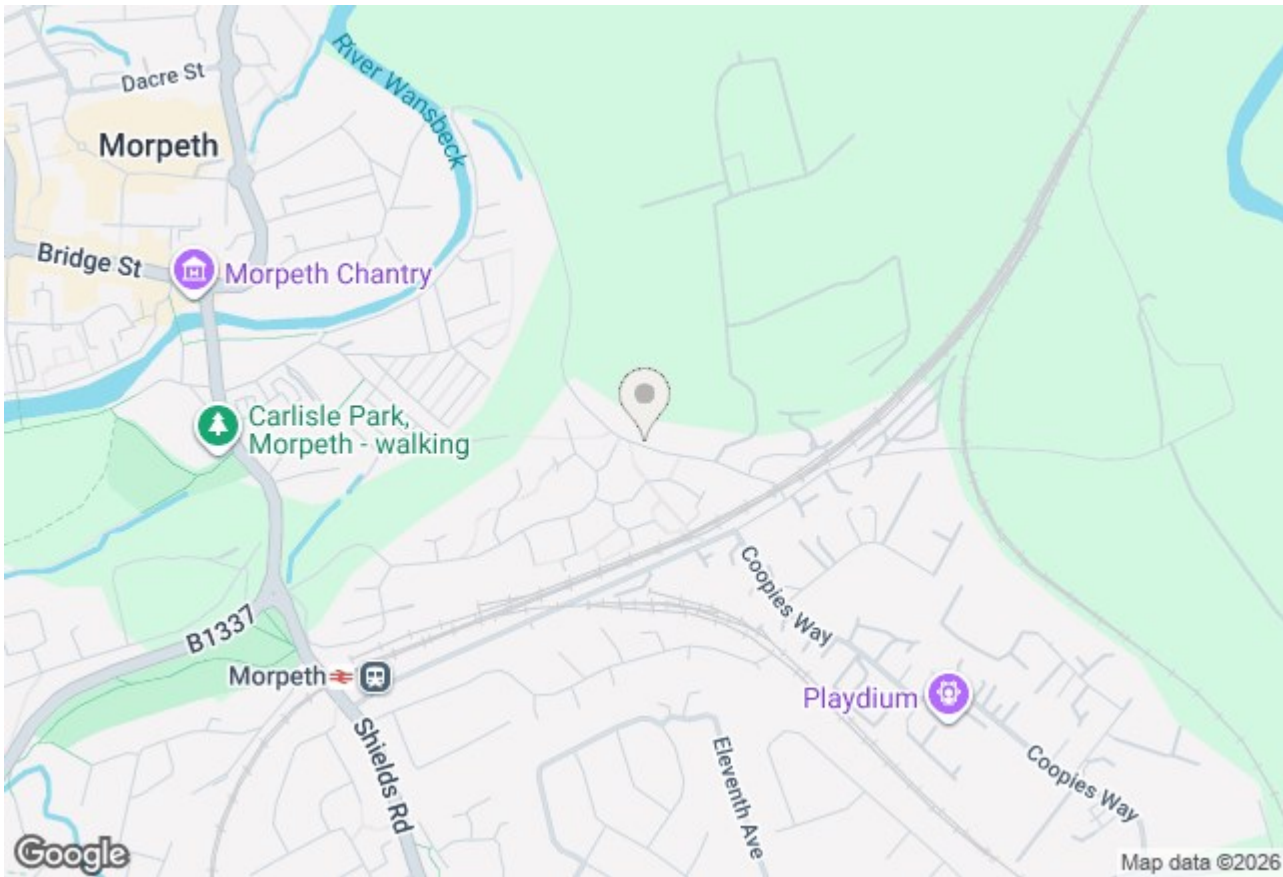 Dacre St
River Wansbeck
Morpeth
Bridge St
Morpeth Chantry
Carlisle Park,
Morpeth - walking
Coopies Way
B1337
Morpeth
Playdium
Shields Rd
Eleventh Ave
Coopies Way
Google
Map data ©2026